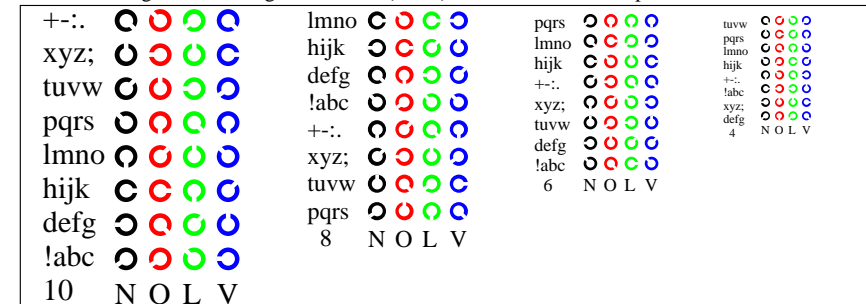 +-:.
xyz;
tuvw
pqrs
lmno
hijk
defg
!abc
10 N O L V
lmno
hijk
defg
!abc
+-:.
xyz;
tuvw
pqrs
8 N O L V
pqrs
lmno
hijk
+-:.
xyz;
tuvw
defg
!abc
6 N O L V
tuvw
pqrs
lmno
hijk
+-:.
!abc
xyz;
defg
4 N O L V